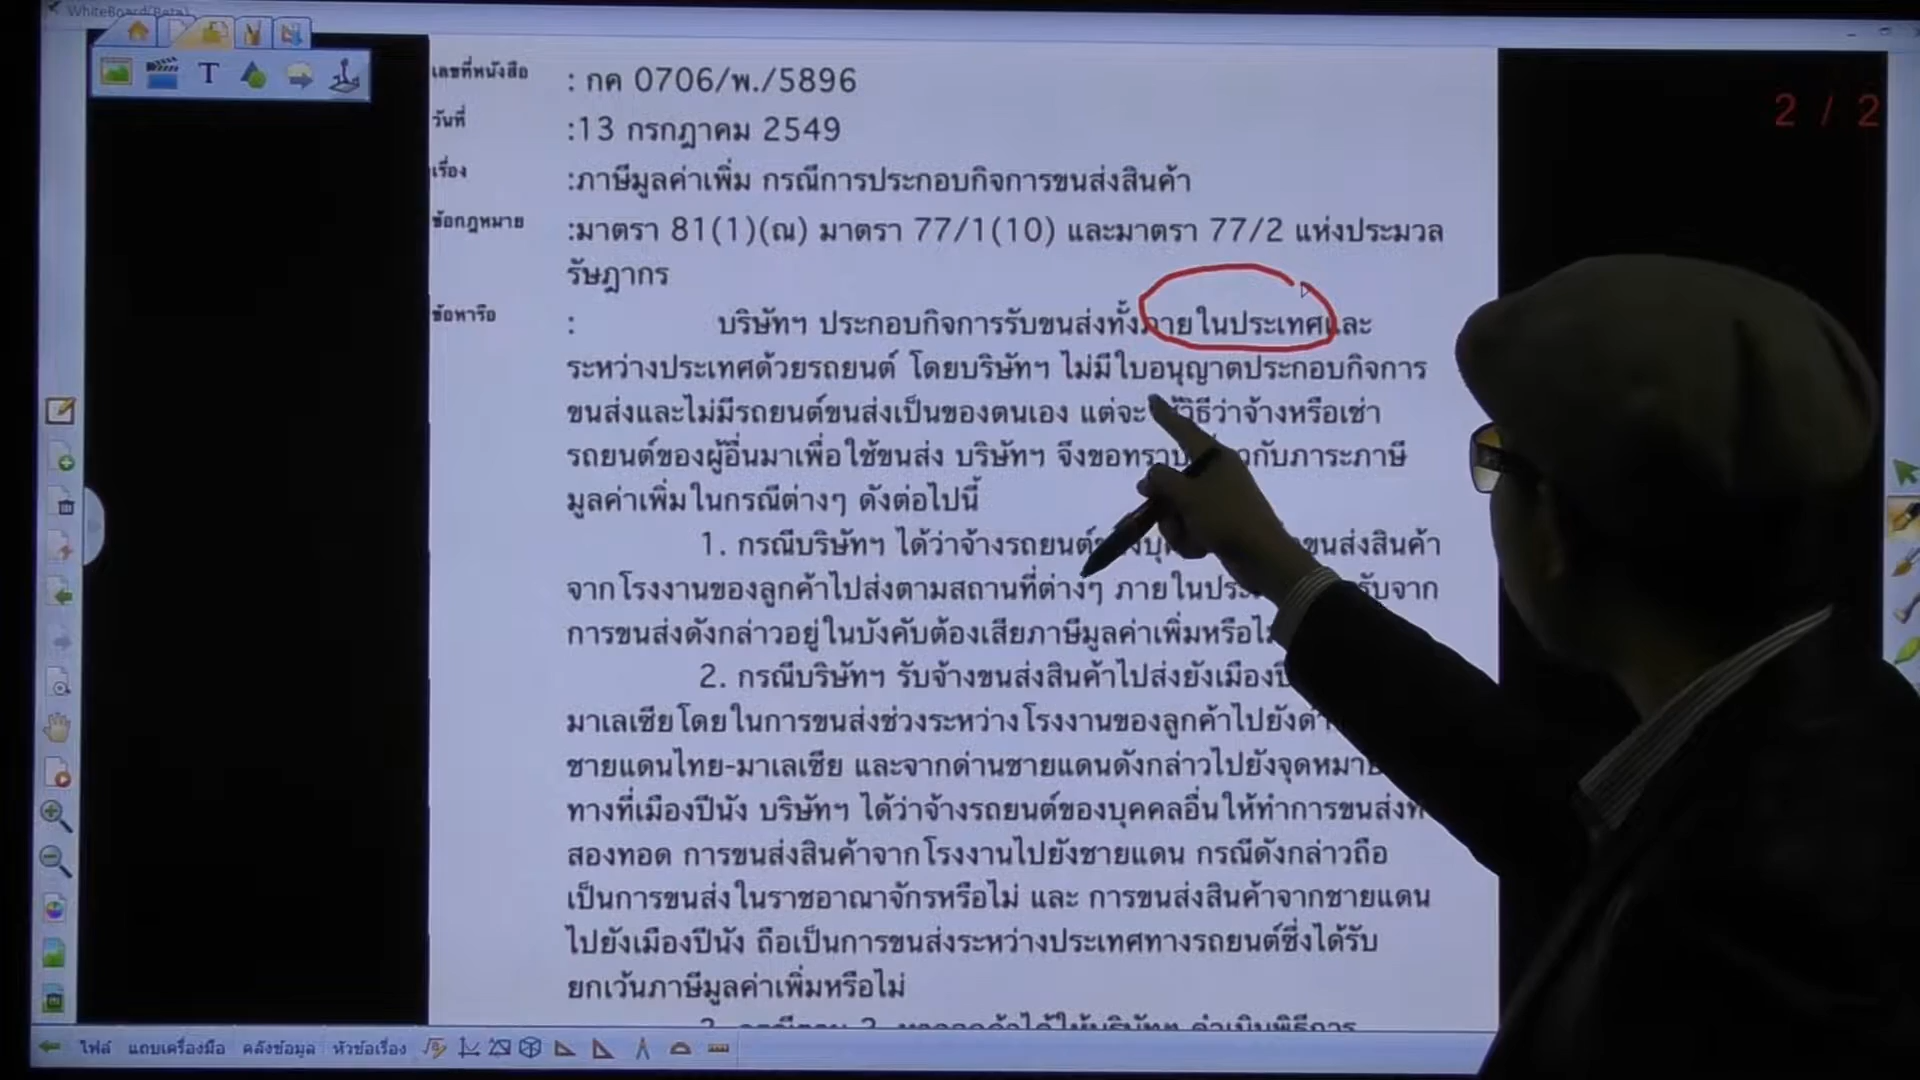 WhiteBoard(Beta)
2 / 2
เลขที่หนังสือ : กค 0706/พ./5896
วันที่ :13 กรกฎาคม 2549
เรื่อง :ภาษีมูลค่าเพิ่ม กรณีการประกอบกิจการขนส่งสินค้า
ข้อกฎหมาย :มาตรา 81(1)(ณ) มาตรา 77/1(10) และมาตรา 77/2 แห่งประมวล
รัษฎากร
ข้อหารือ : บริษัทฯ ประกอบกิจการรับขนส่งทั้งภายในประเทศและ
ระหว่างประเทศด้วยรถยนต์ โดยบริษัทฯ ไม่มีใบอนุญาตประกอบกิจการ
ขนส่งและไม่มีรถยนต์ขนส่งเป็นของตนเอง แต่จะ วิธีว่าจ้างหรือเช่า
รถยนต์ของผู้อื่นมาเพื่อใช้ขนส่ง บริษัทฯ จึงขอทราบ กับภาระภาษี
มูลค่าเพิ่มในกรณีต่างๆ ดังต่อไปนี้
1. กรณีบริษัทฯ ได้ว่าจ้างรถยนต์ ขนส่งสินค้า
จากโรงงานของลูกค้าไปส่งตามสถานที่ต่างๆ ภายใน รับจาก
การขนส่งดังกล่าวอยู่ในบังคับต้องเสียภาษีมูลค่าเพิ่มหรือ
2. กรณีบริษัทฯ รับจ้างขนส่งสินค้าไปส่งยังเมือง
มาเลเซียโดยในการขนส่งช่วงระหว่างโรงงานของลูกค้าไปยัง
ชายแดนไทย-มาเลเซีย และจากด่านชายแดนดังกล่าวไปยัง
ทางที่เมืองปีนัง บริษัทฯ ได้ว่าจ้างรถยนต์ของบุคคลอื่นให้ทำการขนส่ง
สองทอด การขนส่งสินค้าจากโรงงานไปยังชายแดน กรณีดังกล่าวถือ
เป็นการขนส่งในราชอาณาจักรหรือไม่ และ การขนส่งสินค้าจากชายแดน
ไปยังเมืองปีนัง ถือเป็นการขนส่งระหว่างประเทศทางรถยนต์ซึ่งได้รับ
ยกเว้นภาษีมูลค่าเพิ่มหรือไม่
ไฟล์ แถบเครื่องมือ คลังข้อมูล หัวข้อเรื่อง